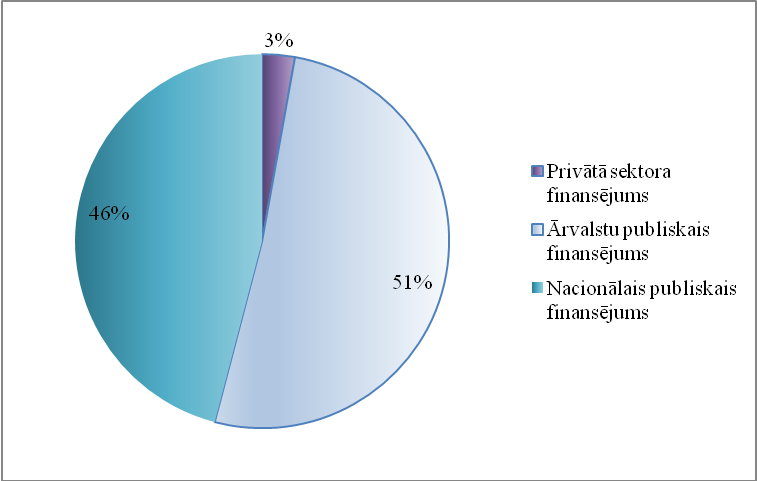 3%
46%
51%
Privātā sektora
finansējums
Ārvalstu publiskais
finansējums
Nacionālais publiskais
finansējums